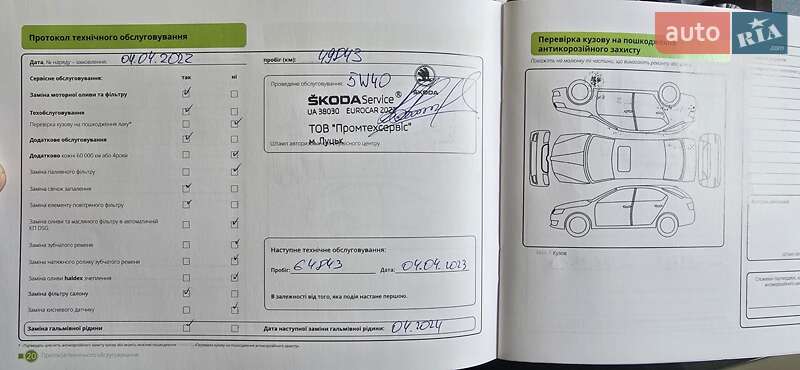 Протокол технічного обслуговування
Дата, № наряду – замовлення: 04.04.2022 пробіг (км): 49843
Сервісне обслуговування: так ні
Заміна моторної оливи та фільтру
Техобслуговування
Перевірка кузову на пошкодження лаку*
Додаткове обслуговування
Додатково кожні 60 000 км або 4роки
Заміна паливного фільтру
Заміна свічок запалення
Заміна елементу повітряного фільтру
Заміна оливи та масляного фільтру в автоматичній
КП DSG
Заміна зубчатого ременя
Заміна натяжного ролику зубчатого ременя
Заміна оливи haldex зчеплення
Заміна фільтру салону
Заміна кисневого датчику
Заміна гальмівної рідини
Проведене обслуговування: 5W40
ŠKODA
ŠKODA Service®
UA 38030 EUROCAR
ТОВ "Промтехсервіс"
м. Луцьк
Наступне технічне обслуговування:
Пробіг: 64843 Дата: 04.04.2023
В залежності від того, яка подія настане першою.
Дата наступної заміни гальмівної рідини: 04.2024
20 Протокол технічного обслуговування
Перевірка кузову на пошкодження
антикорозійного захисту
Кузов
auto RIA
.com